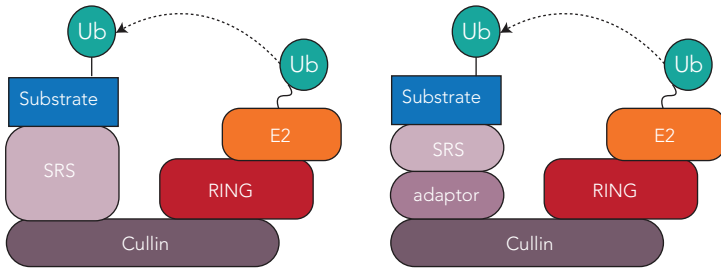 Ub
Ub
Substrate
E2
SRS
RING
Cullin
Ub
Ub
Substrate
E2
SRS
RING
adaptor
Cullin